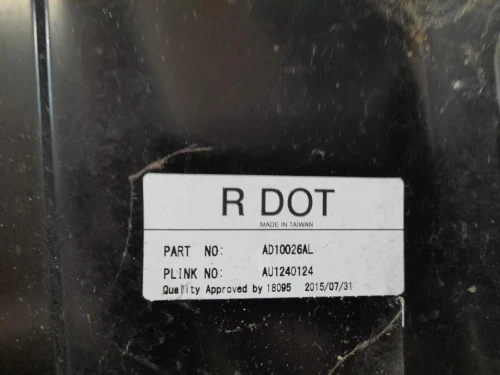 R DOT
MADE IN TAIWAN
PART NO: AD10026AL
PLINK NO: AU1240124
Quality Approved by 18095 2015/07/31